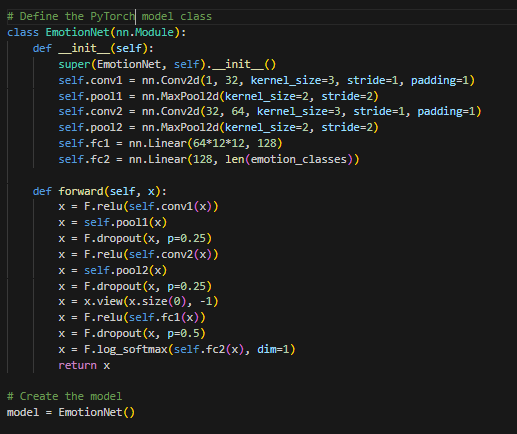 # Define the PyTorch model class
class EmotionNet(nn.Module):
    def __init__(self):
        super(EmotionNet, self).__init__()
        self.conv1 = nn.Conv2d(1, 32, kernel_size=3, stride=1, padding=1)
        self.pool1 = nn.MaxPool2d(kernel_size=2, stride=2)
        self.conv2 = nn.Conv2d(32, 64, kernel_size=3, stride=1, padding=1)
        self.pool2 = nn.MaxPool2d(kernel_size=2, stride=2)
        self.fc1 = nn.Linear(64*12*12, 128)
        self.fc2 = nn.Linear(128, len(emotion_classes))

    def forward(self, x):
        x = F.relu(self.conv1(x))
        x = self.pool1(x)
        x = F.dropout(x, p=0.25)
        x = F.relu(self.conv2(x))
        x = self.pool2(x)
        x = F.dropout(x, p=0.25)
        x = x.view(x.size(0), -1)
        x = F.relu(self.fc1(x))
        x = F.dropout(x, p=0.5)
        x = F.log_softmax(self.fc2(x), dim=1)
        return x

# Create the model
model = EmotionNet()